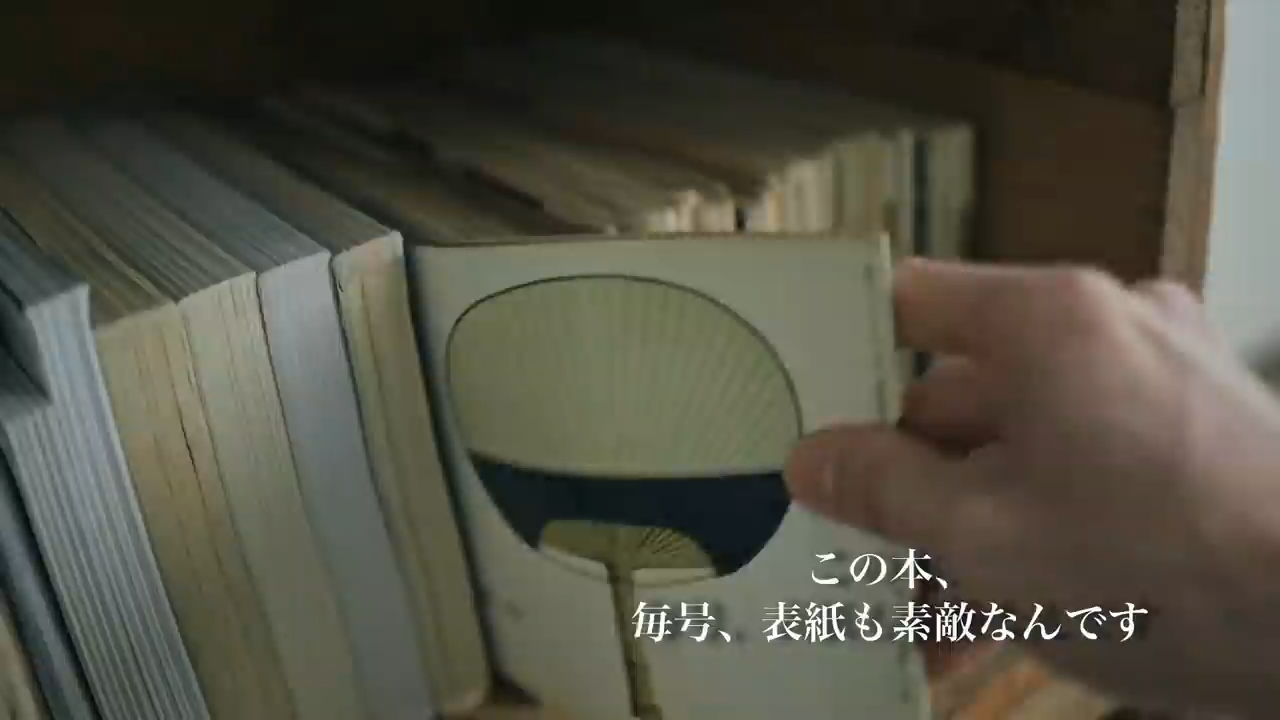 この本、
毎号、表紙も素敵なんです